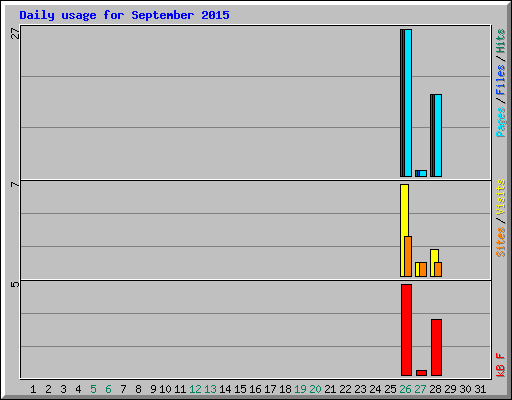 Daily usage for September 2015
27
Pages / Files / Hits
7
Sites / Visits
5
kB F
1 2 3 4 5 6 7 8 9 10 11 12 13 14 15 16 17 18 19 20 21 22 23 24 25 26 27 28 29 30 31